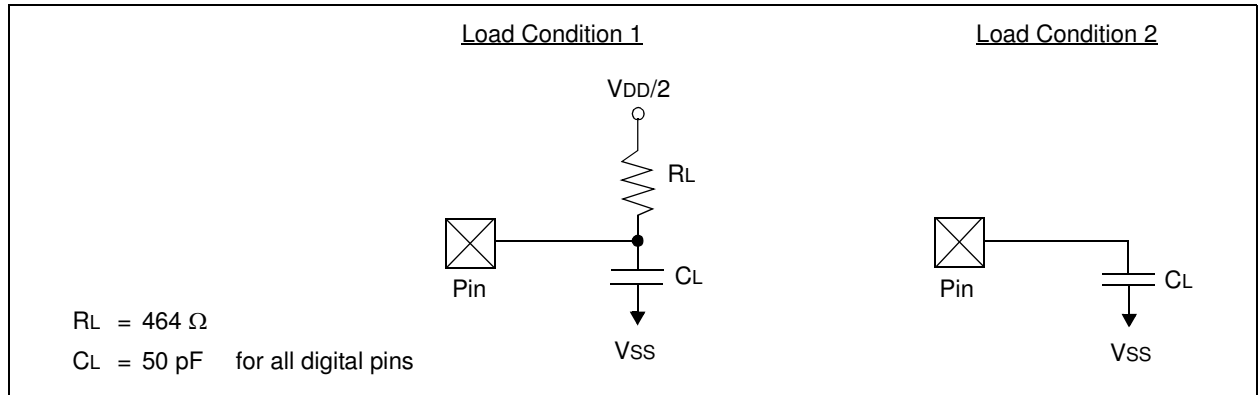 Load Condition 1
Load Condition 2
VDD/2
RL
CL
Pin
VSS
CL
Pin
VSS
RL = 464 Ω
CL = 50 pF for all digital pins